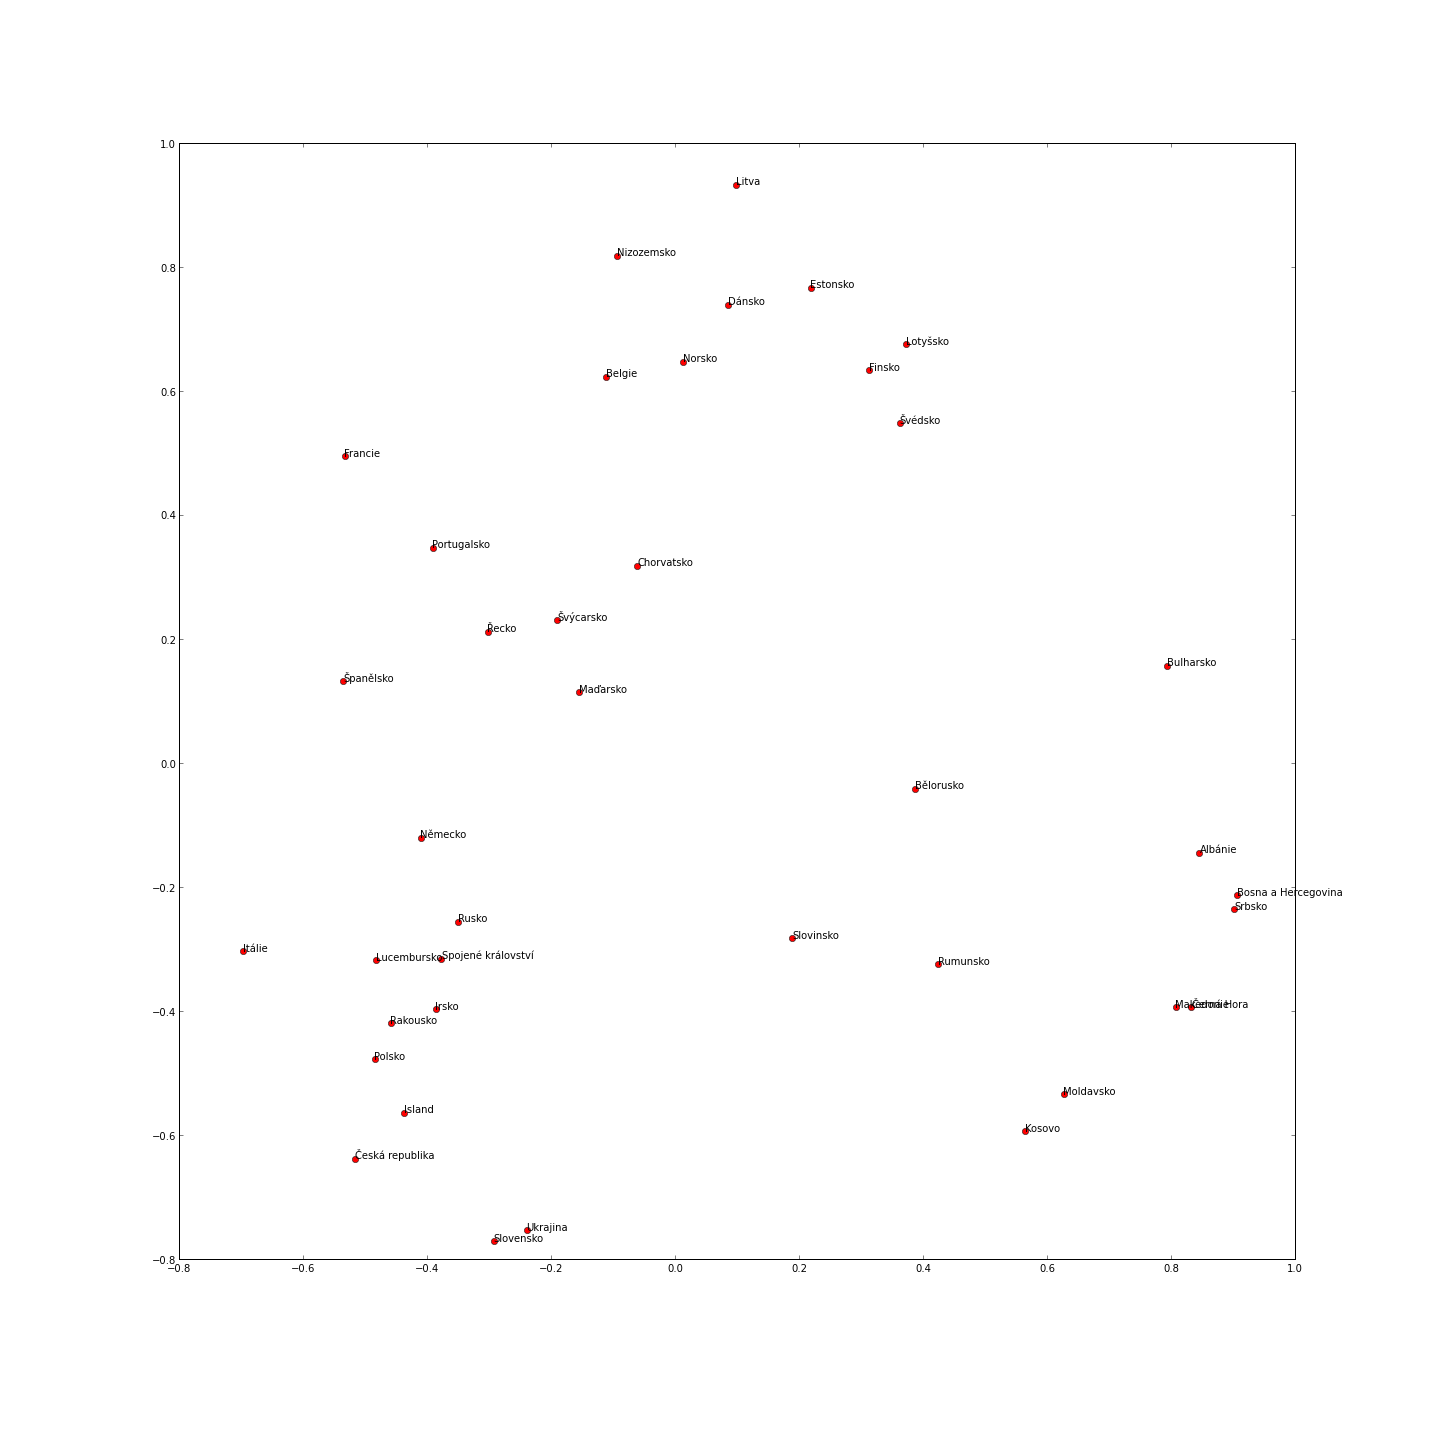 1.0
Litva
Nizozemsko
0.8
Estonsko
Dánsko
Lotyšsko
Norsko
Finsko
Belgie
0.6
Švédsko
Francie
0.4
Portugalsko
Chorvatsko
Švýcarsko
Řecko
0.2
Bulharsko
Španělsko
Maďarsko
0.0
Bělorusko
Německo
Albánie
−0.2
Bosna a Hercegovina
Srbsko
Rusko
Slovinsko
Itálie
Lucembursko
Spojené království
Rumunsko
Makedonie
Černá Hora
Irsko
−0.4
Rakousko
Polsko
Moldavsko
Island
Kosovo
−0.6
Česká republika
Ukrajina
Slovensko
−0.8
−0.8 −0.6 −0.4 −0.2 0.0 0.2 0.4 0.6 0.8 1.0